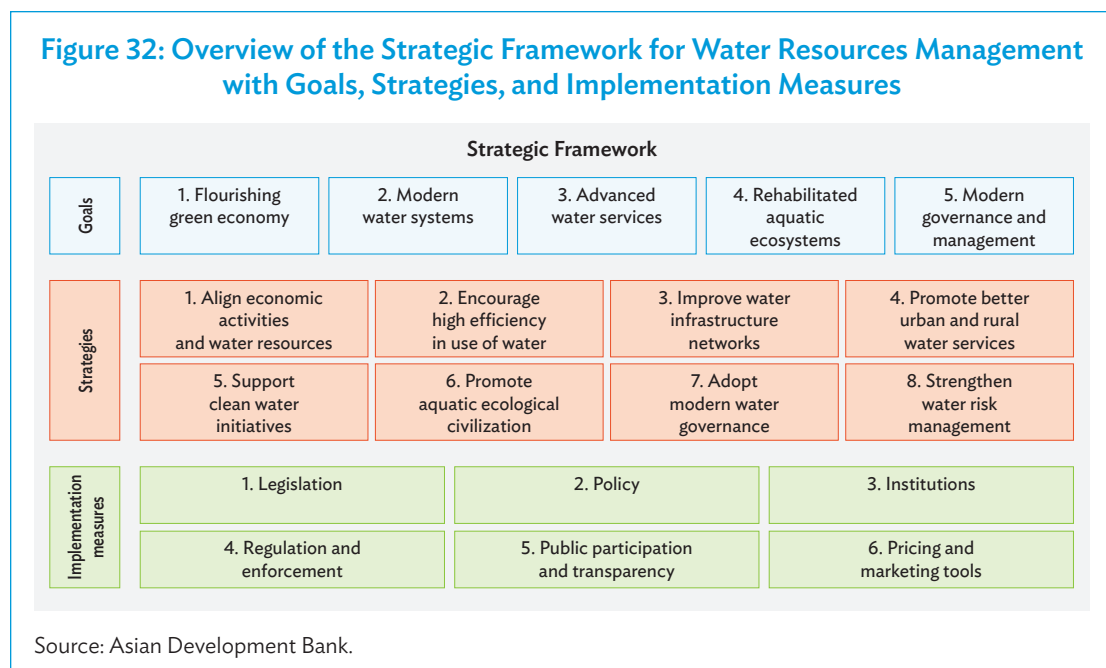 Figure 32: Overview of the Strategic Framework for Water Resources Management
with Goals, Strategies, and Implementation Measures
Strategic Framework
Goals
1. Flourishing
green economy
2. Modern
water systems
3. Advanced
water services
4. Rehabilitated
aquatic
ecosystems
5. Modern
governance and
management
Strategies
1. Align economic
activities
and water resources
2. Encourage
high efficiency
in use of water
3. Improve water
infrastructure
networks
4. Promote better
urban and rural
water services
5. Support
clean water
initiatives
6. Promote
aquatic ecological
civilization
7. Adopt
modern water
governance
8. Strengthen
water risk
management
Implementation
measures
1. Legislation
2. Policy
3. Institutions
4. Regulation and
enforcement
5. Public participation
and transparency
6. Pricing and
marketing tools
Source: Asian Development Bank.